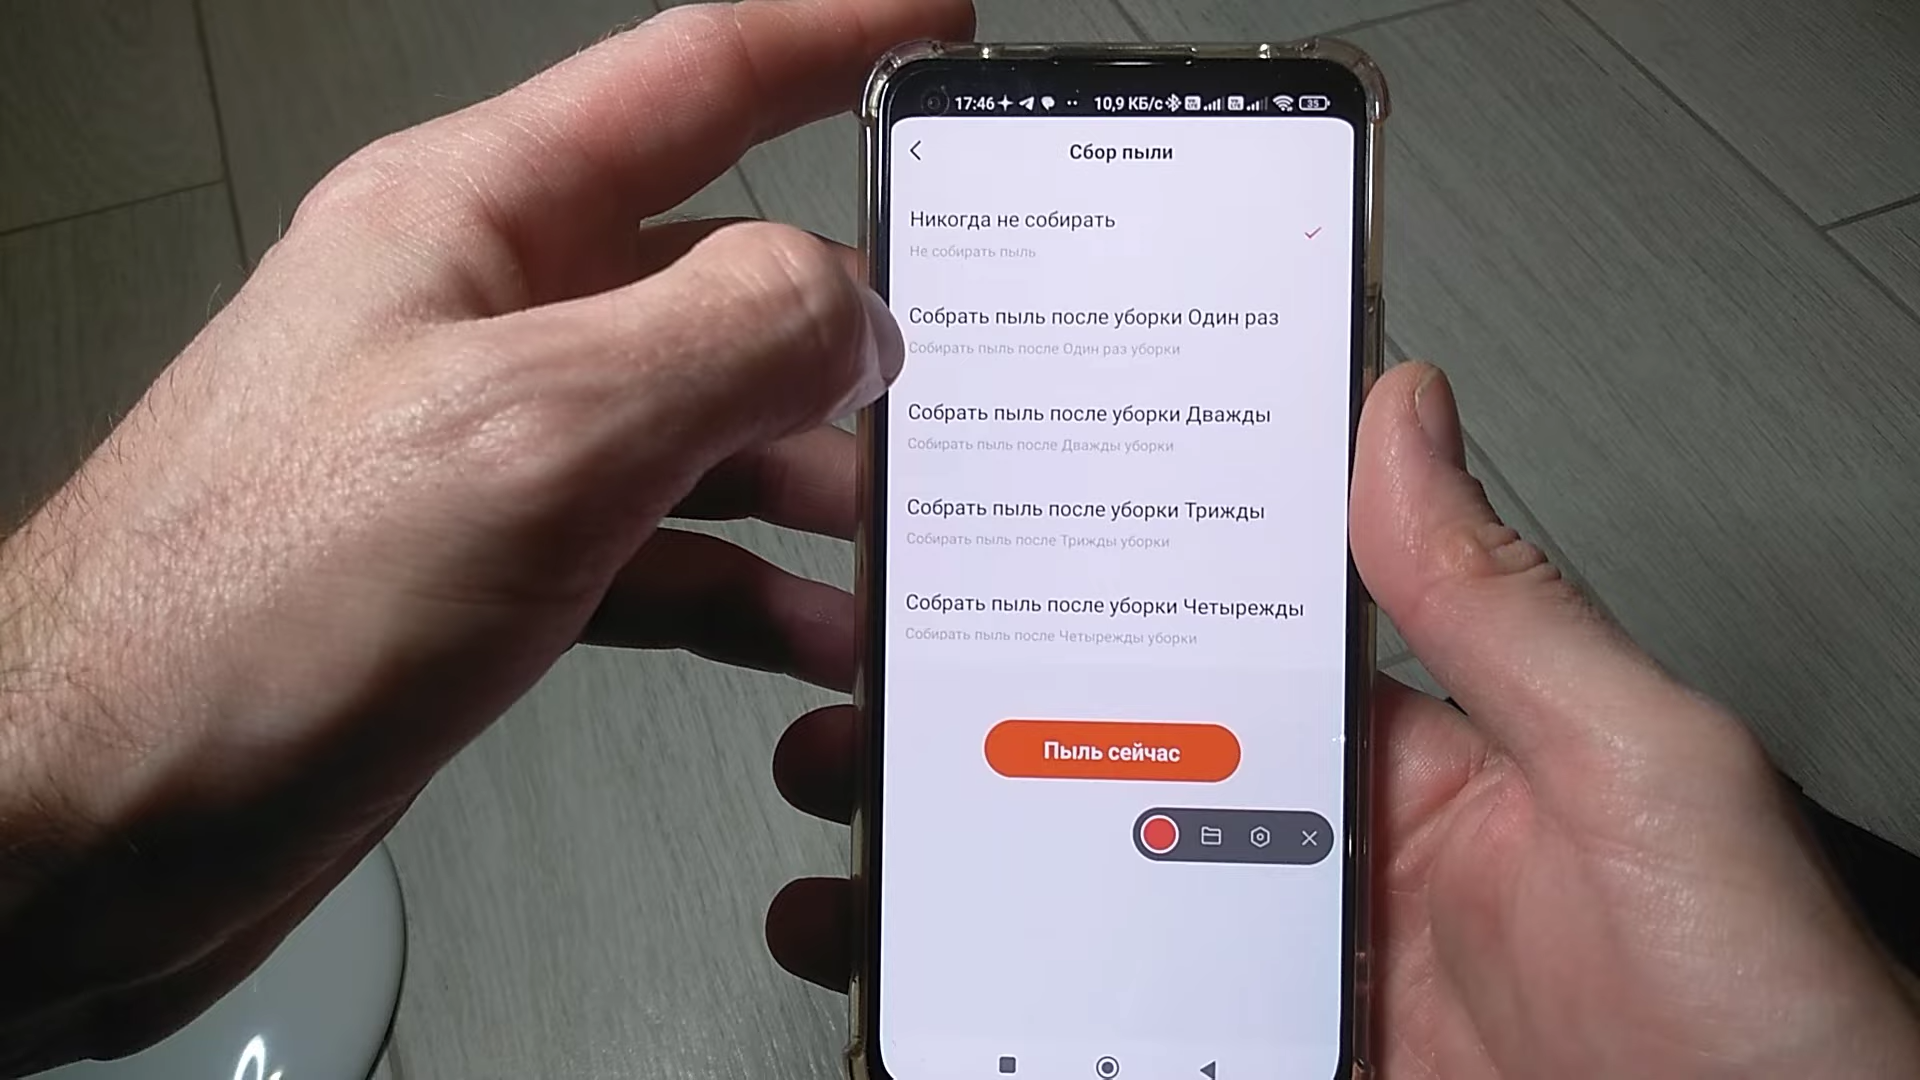 17:46 10,9 КБ/с 35
Сбор пыли
Никогда не собирать
Не собирать пыль
Собрать пыль после уборки Один раз
Собирать пыль после Один раз уборки
Собрать пыль после уборки Дважды
Собирать пыль после Дважды уборки
Собрать пыль после уборки Трижды
Собирать пыль после Трижды уборки
Собрать пыль после уборки Четырежды
Собирать пыль после Четырежды уборки
Пыль сейчас